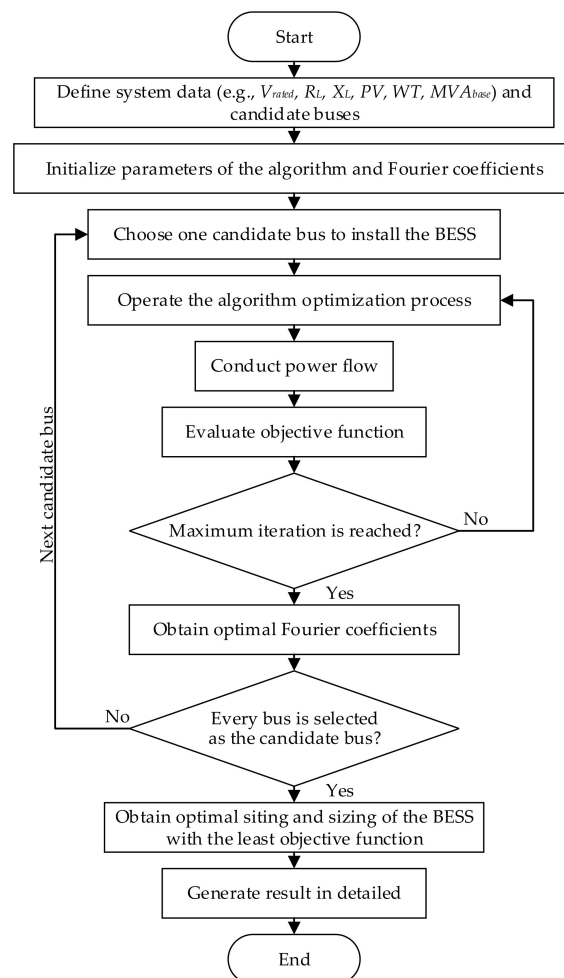 Start
Define system data (e.g., Vrated, RL, XL, PV, WT, MVAbase) and
candidate buses
Initialize parameters of the algorithm and Fourier coefficients
Choose one candidate bus to install the BESS
Operate the algorithm optimization process
Conduct power flow
Evaluate objective function
Next candidate bus
Maximum iteration is reached?
No
Yes
Obtain optimal Fourier coefficients
No
Every bus is selected
as the candidate bus?
Yes
Obtain optimal siting and sizing of the BESS
with the least objective function
Generate result in detailed
End